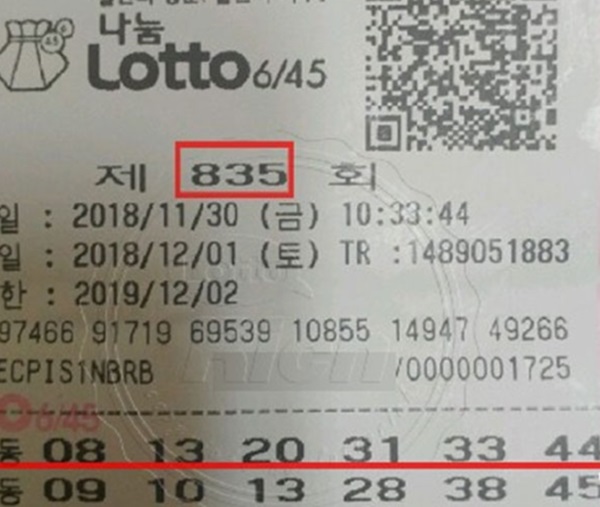 나눔
Lotto 6/45
제 835 회
일 : 2018/11/30 (금) 10:33:44
일 : 2018/12/01 (토) TR :1489051883
한 : 2019/12/02
97466 91719 69539 10855 14947 49266
ECPIS1NBRB /0000001725
O6/45
동 08 13 20 31 33 44
동 09 10 13 28 38 45